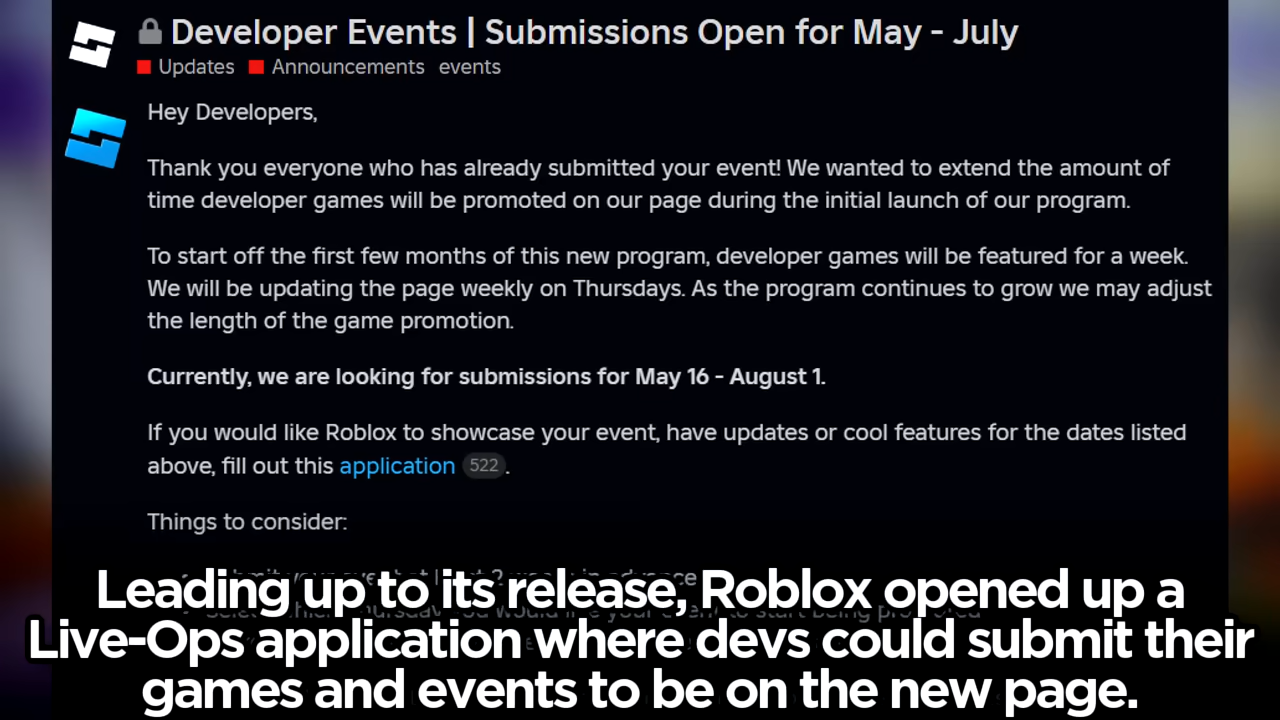 Developer Events | Submissions Open for May - July
Updates Announcements events
Hey Developers,
Thank you everyone who has already submitted your event! We wanted to extend the amount of
time developer games will be promoted on our page during the initial launch of our program.
To start off the first few months of this new program, developer games will be featured for a week.
We will be updating the page weekly on Thursdays. As the program continues to grow we may adjust
the length of the game promotion.
Currently, we are looking for submissions for May 16 - August 1.
If you would like Roblox to showcase your event, have updates or cool features for the dates listed
above, fill out this application 522.
Things to consider:
Leading up to its release, Roblox opened up a
Live-Ops application where devs could submit their
games and events to be on the new page.